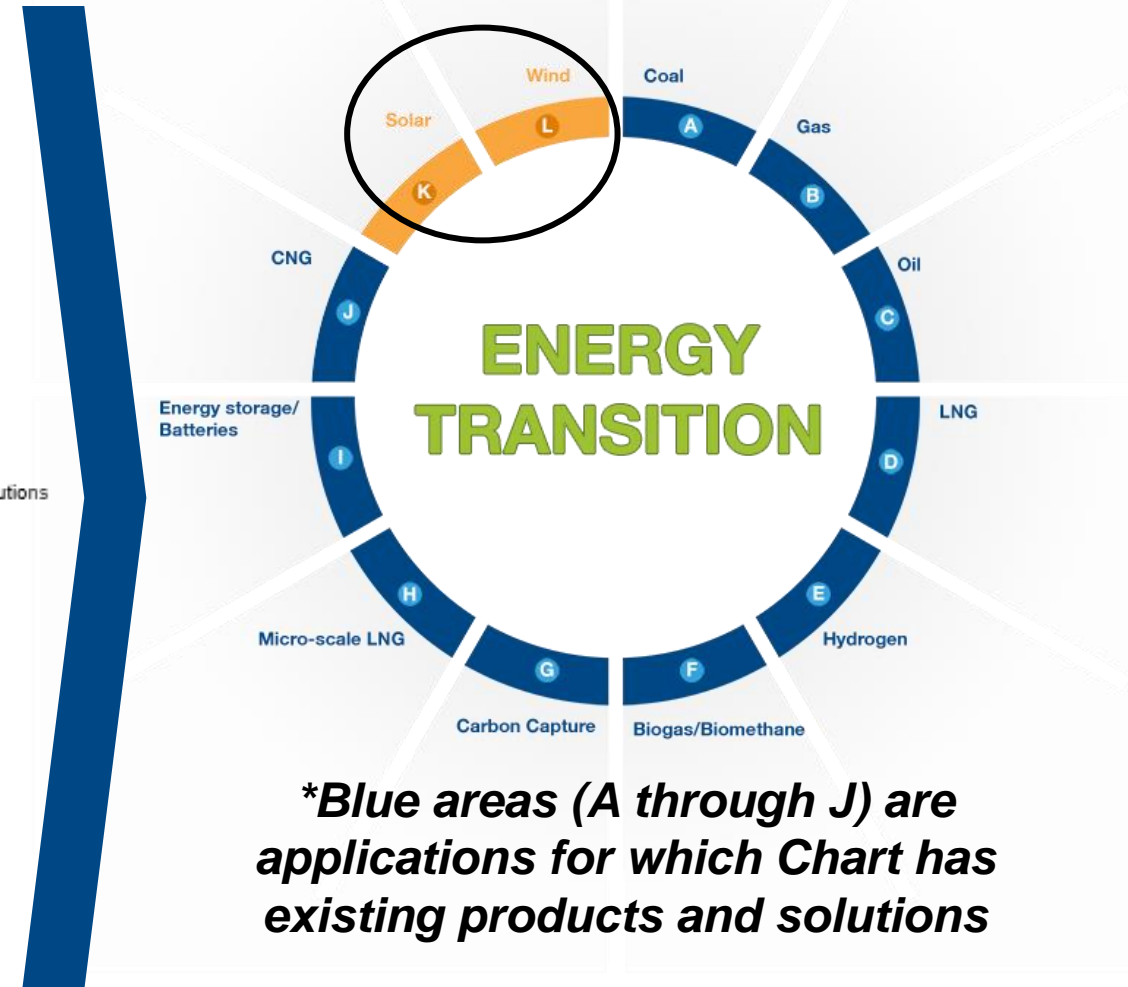 Wind
Coal
Solar
L
A
Gas
K
B
CNG
Oil
J
C
ENERGY
TRANSITION
Energy storage/
Batteries
LNG
I
D
H
E
Micro-scale LNG
Hydrogen
G
F
Carbon Capture
Biogas/Biomethane
*Blue areas (A through J) are
applications for which Chart has
existing products and solutions